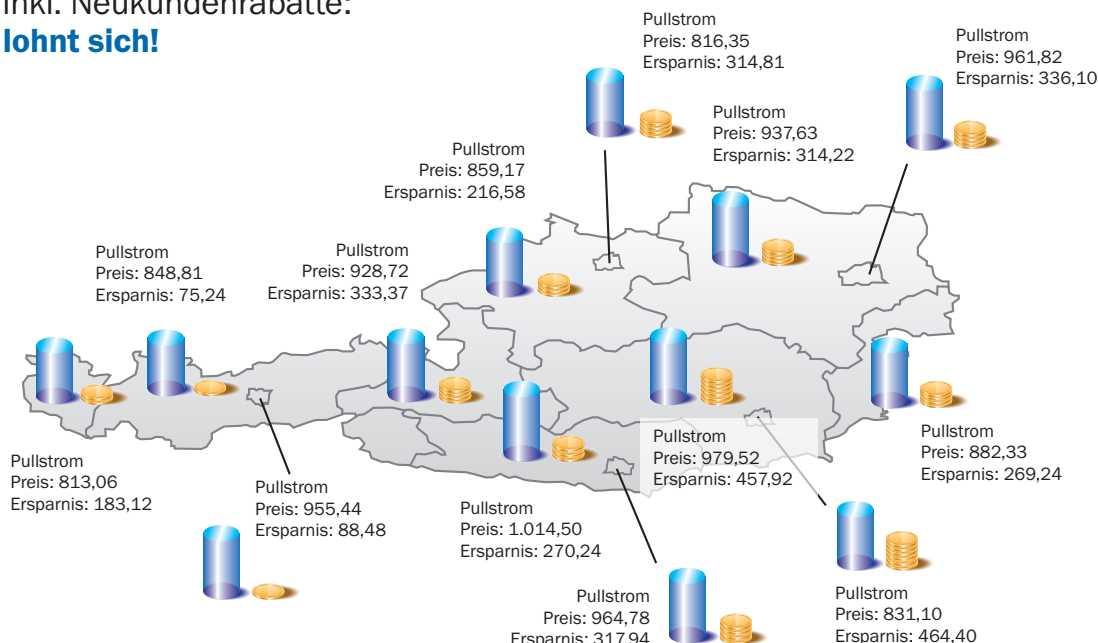 inkl. Neukundenrabatte:
lohnt sich!
Pullstrom
Preis: 816,35
Ersparnis: 314,81
Pullstrom
Preis: 961,82
Ersparnis: 336,10
Pullstrom
Preis: 937,63
Ersparnis: 314,22
Pullstrom
Preis: 859,17
Ersparnis: 216,58
Pullstrom
Preis: 848,81
Ersparnis: 75,24
Pullstrom
Preis: 928,72
Ersparnis: 333,37
Pullstrom
Preis: 813,06
Ersparnis: 183,12
Pullstrom
Preis: 955,44
Ersparnis: 88,48
Pullstrom
Preis: 1.014,50
Ersparnis: 270,24
Pullstrom
Preis: 979,52
Ersparnis: 457,92
Pullstrom
Preis: 882,33
Ersparnis: 269,24
Pullstrom
Preis: 964,78
Ersparnis: 317,94
Pullstrom
Preis: 831,10
Ersparnis: 464,40